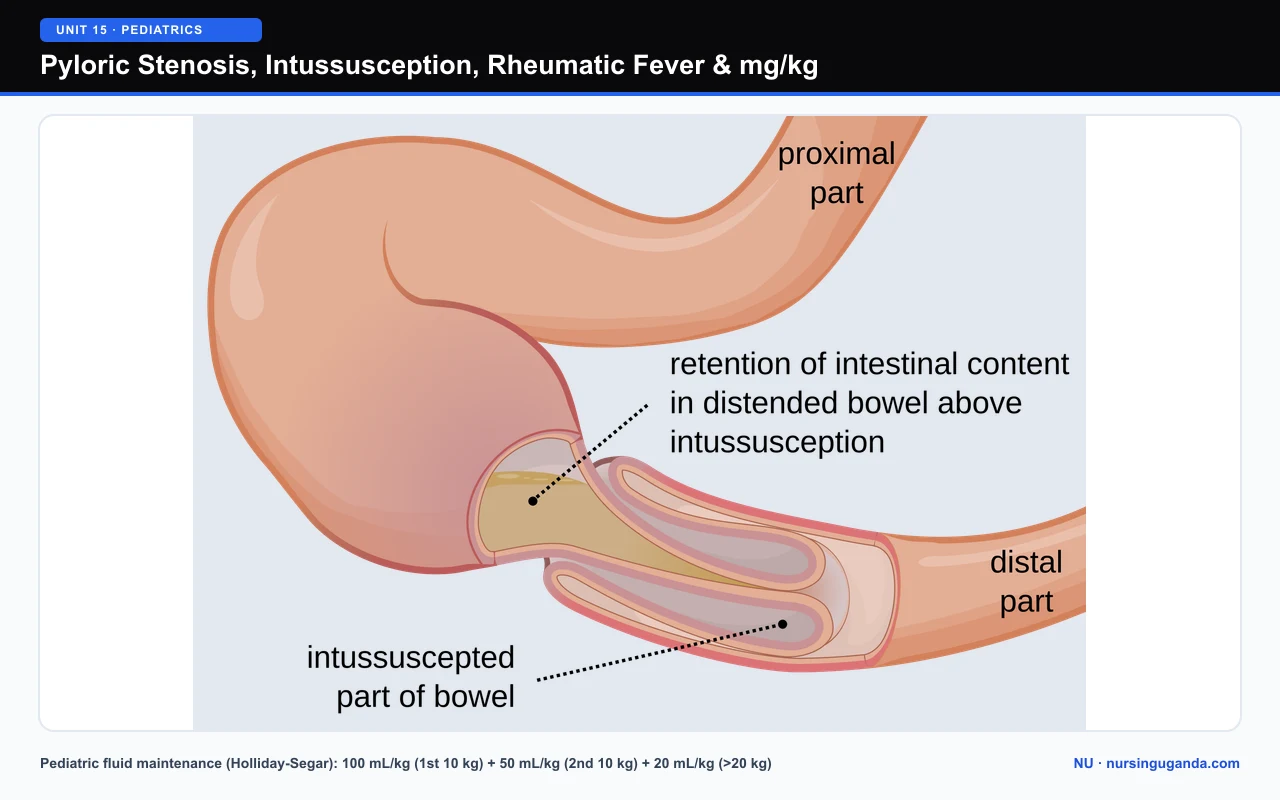 UNIT 15 · PEDIATRICS
Pyloric Stenosis, Intussusception, Rheumatic Fever & mg/kg
proximal
part
retention of intestinal content
in distended bowel above
intussusception
distal
part
intussuscepted
part of bowel
Pediatric fluid maintenance (Holliday-Segar): 100 mL/kg (1st 10 kg) + 50 mL/kg (2nd 10 kg) + 20 mL/kg (>20 kg)
NU · nursinguganda.com